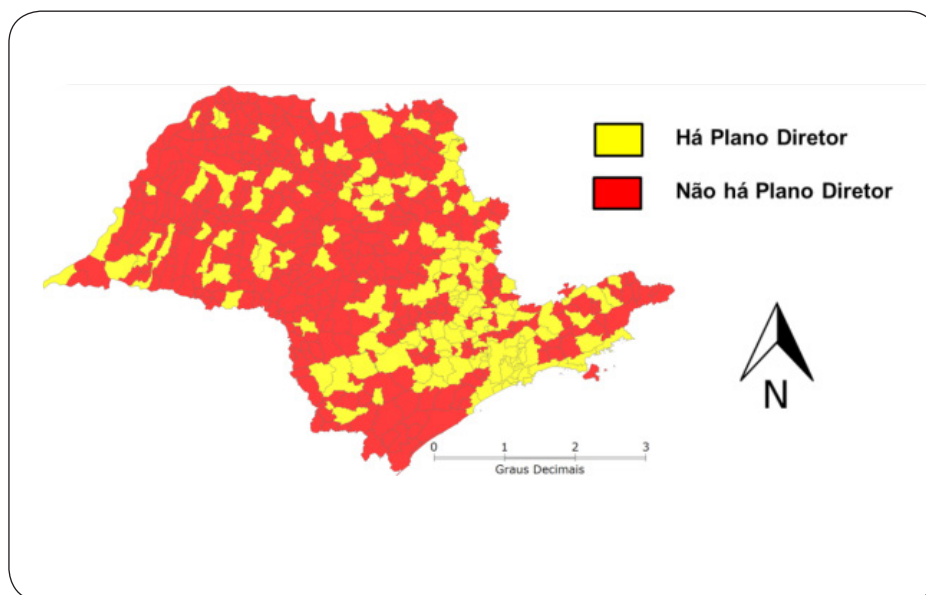 Há Plano Diretor
Não há Plano Diretor
N
0 1 2 3
Graus Decimais